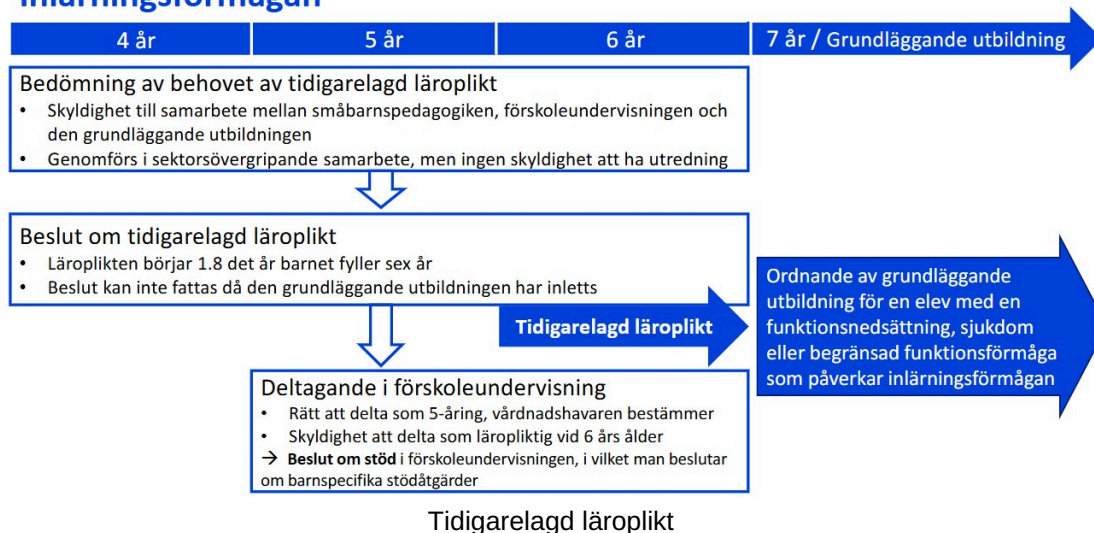 inlärningsförmågan
4 år
5 år
6 år
7 år / Grundläggande utbildning
Bedömning av behovet av tidigarelagd läroplikt
• Skyldighet till samarbete mellan småbarnspedagogiken, förskoleundervisningen och
den grundläggande utbildningen
• Genomförs i sektorsövergripande samarbete, men ingen skyldighet att ha utredning
Beslut om tidigarelagd läroplikt
• Läroplikten börjar 1.8 det år barnet fyller sex år
• Beslut kan inte fattas då den grundläggande utbildningen har inletts
Tidigarelagd läroplikt
Ordnande av grundläggande
utbildning för en elev med en
funktionsnedsättning, sjukdom
eller begränsad funktionsförmåga
som påverkar inlärningsförmågan
Deltagande i förskoleundervisning
• Rätt att delta som 5-åring, vårdnadshavaren bestämmer
• Skyldighet att delta som läropliktig vid 6 års ålder
→ Beslut om stöd i förskoleundervisningen, i vilket man beslutar
om barnspecifika stödåtgärder
Tidigarelagd läroplikt